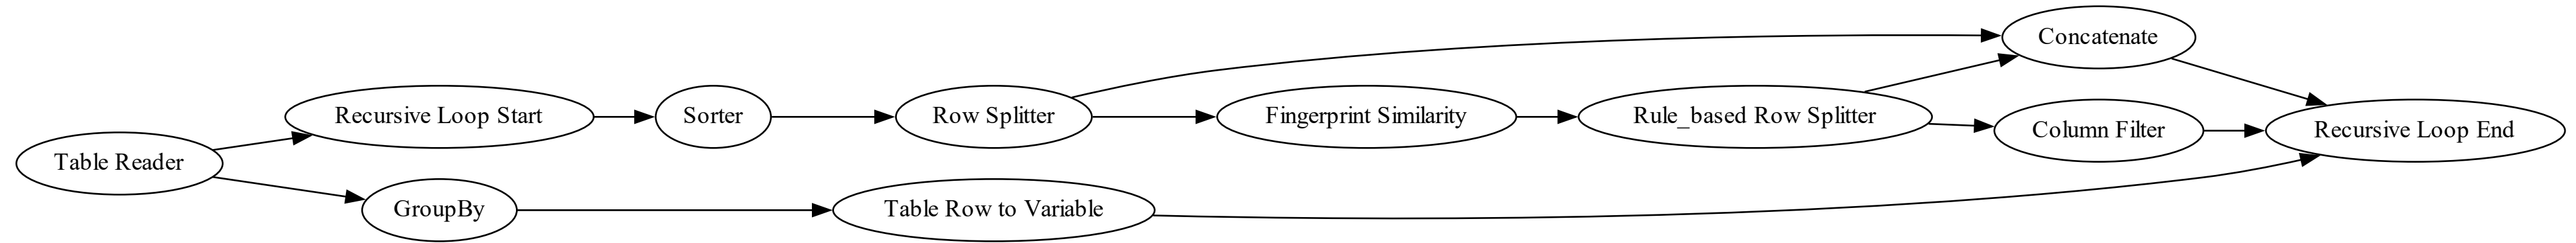 Table Reader
Recursive Loop Start
Sorter
Row Splitter
Fingerprint Similarity
Rule_based Row Splitter
Concatenate
Column Filter
Recursive Loop End
GroupBy
Table Row to Variable